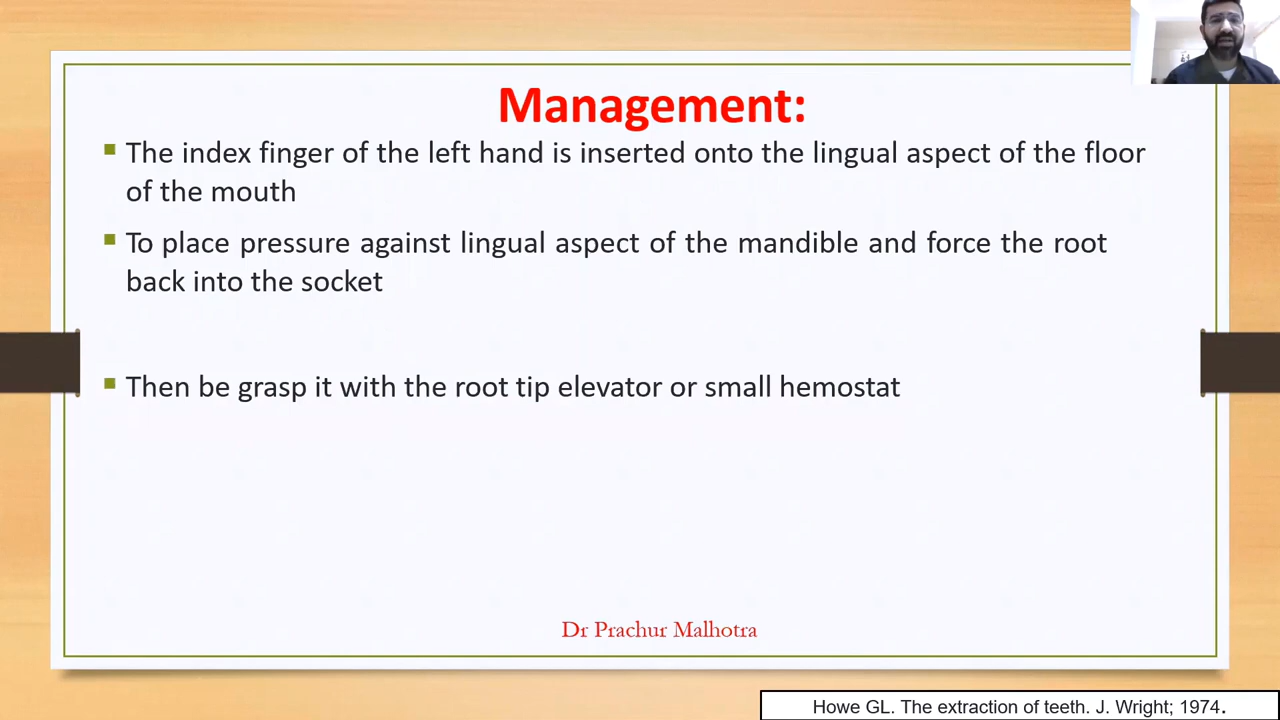 Management:
The index finger of the left hand is inserted onto the lingual aspect of the floor
of the mouth
To place pressure against lingual aspect of the mandible and force the root
back into the socket
Then be grasp it with the root tip elevator or small hemostat
Dr Prachur Malhotra
Howe GL. The extraction of teeth. J. Wright; 1974.